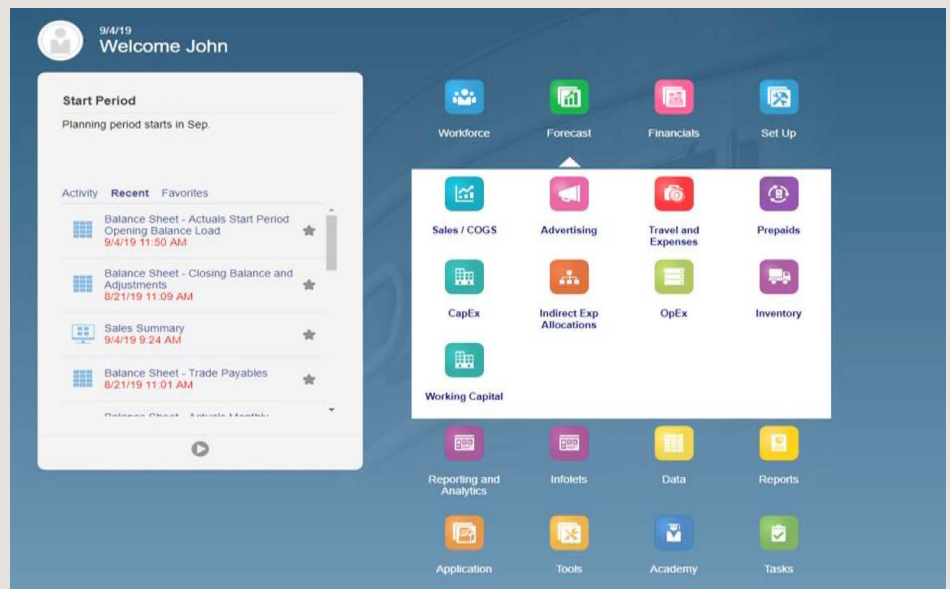 9/4/19
Welcome John
Start Period
Planning period starts in Sep.
Activity Recent Favorites
Balance Sheet - Actuals Start Period
Opening Balance Load
9/4/19 11:50 AM
Balance Sheet - Closing Balance and
Adjustments
8/21/19 11:09 AM
Sales Summary
9/4/19 9:24 AM
Balance Sheet - Trade Payables
8/21/19 11:01 AM
Balance Sheet - Actuals Monthly
Workforce Forecast Financials Set Up
Sales / COGS Advertising Travel and Prepaids
Expenses
CapEx Indirect Exp OpEx Inventory
Allocations
Working Capital
Reporting and Infolets Data Reports
Analytics
Application Tools Academy Tasks